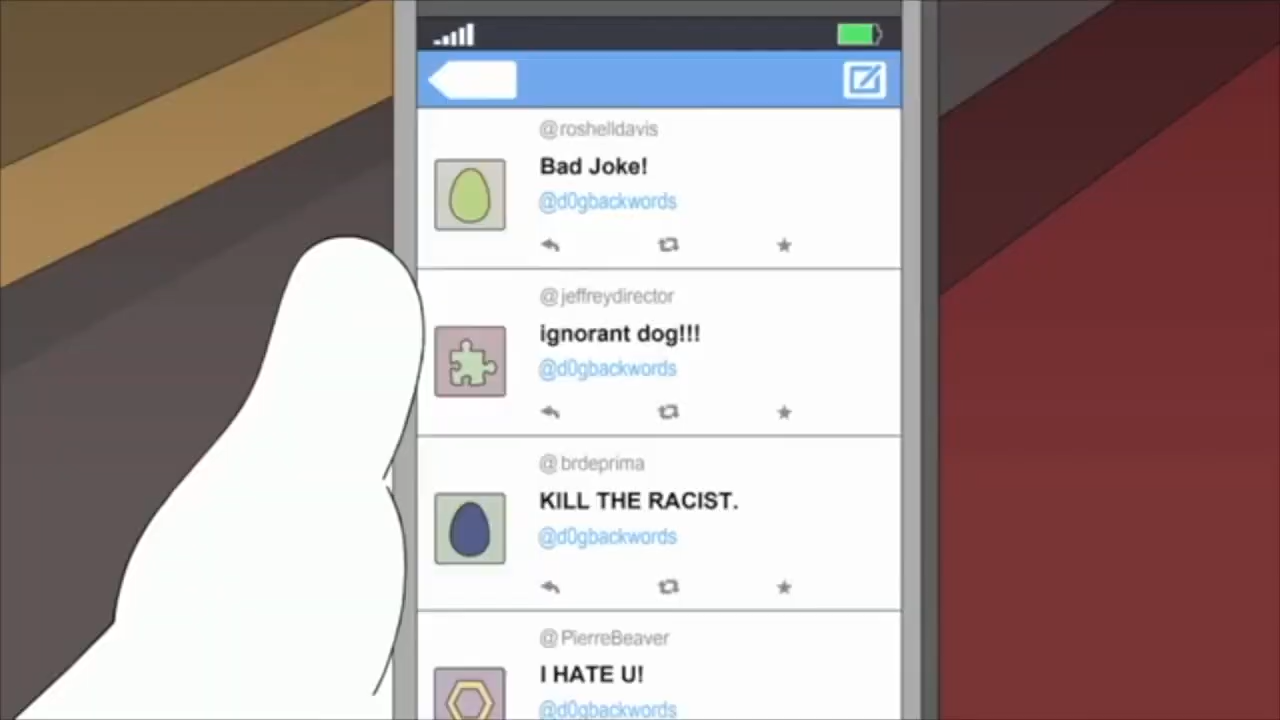 @roshelldavis
Bad Joke!
@d0gbackwords
@jeffreydirector
ignorant dog!!!
@d0gbackwords
@brdeprima
KILL THE RACIST.
@d0gbackwords
@PierreBeaver
I HATE U!
@d0gbackwords